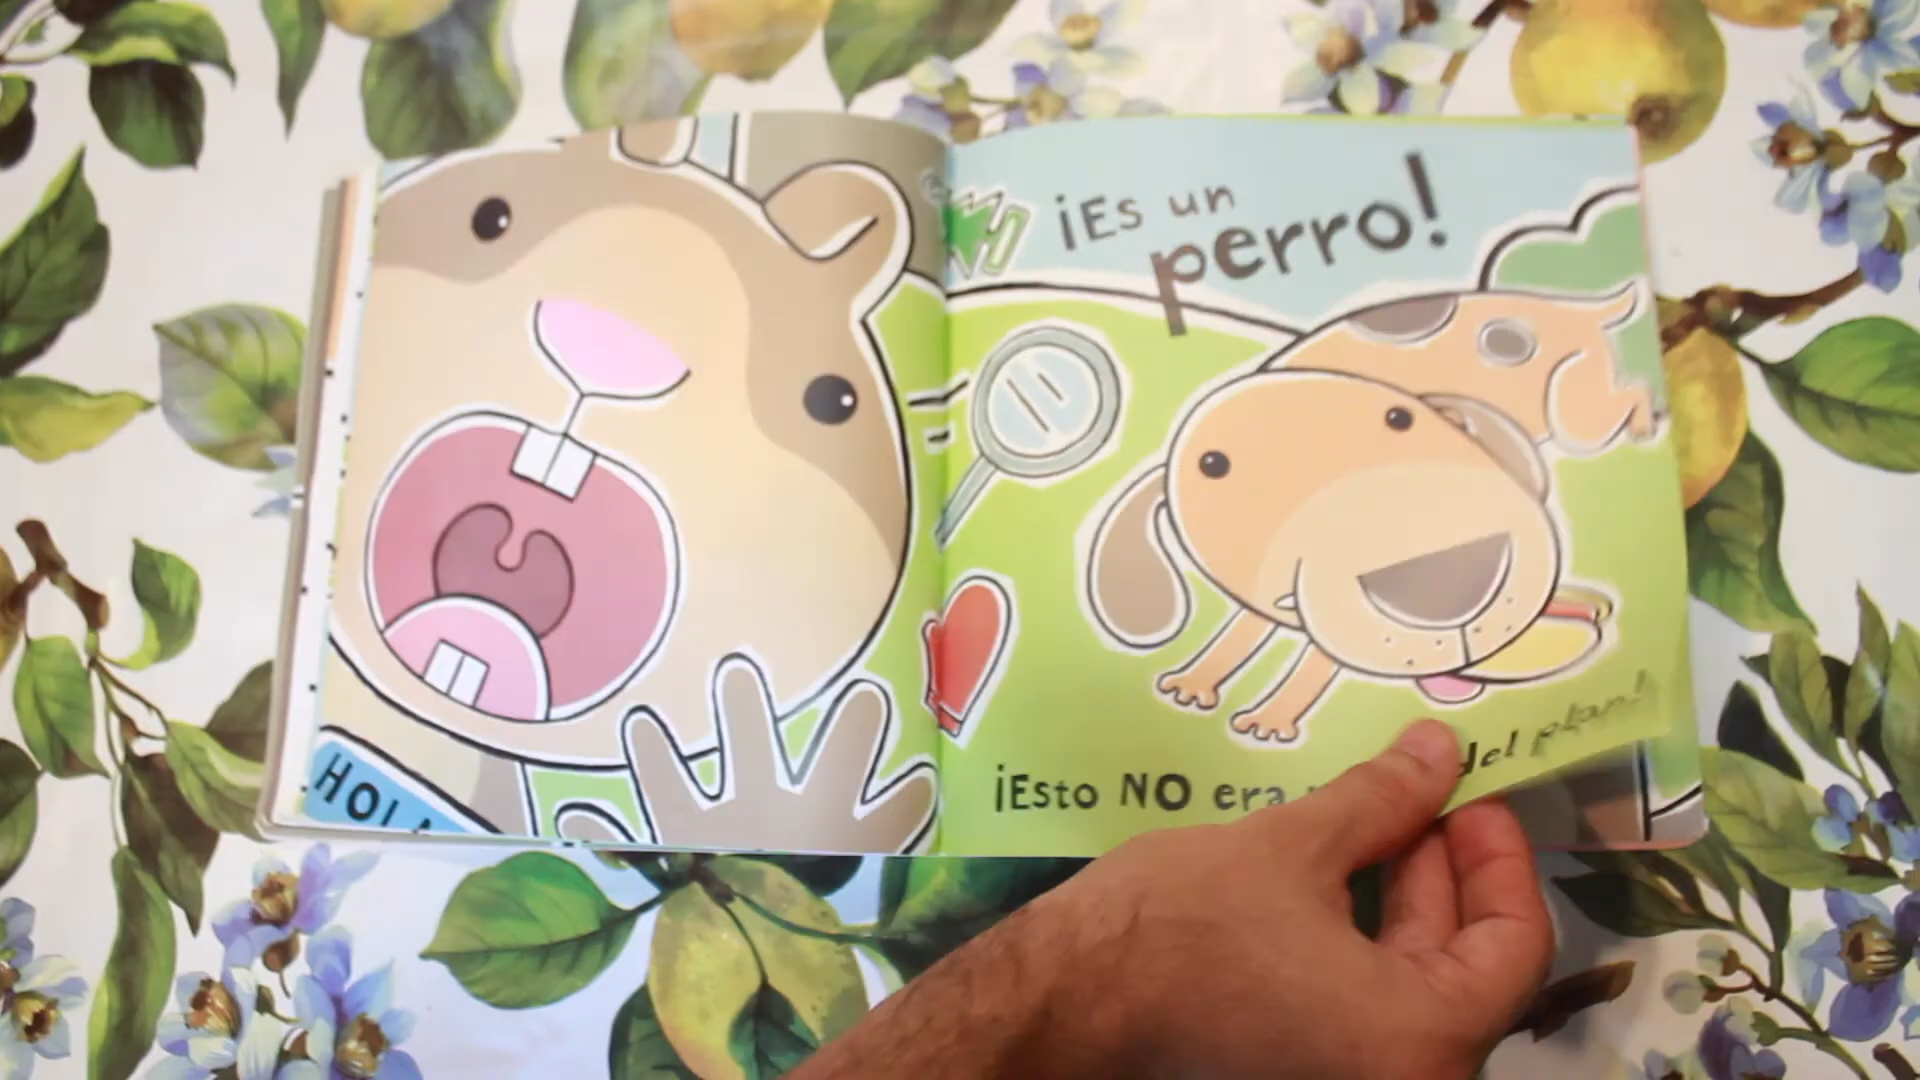 HOL
¡Es un
perro!
¡Esto NO era del plan!